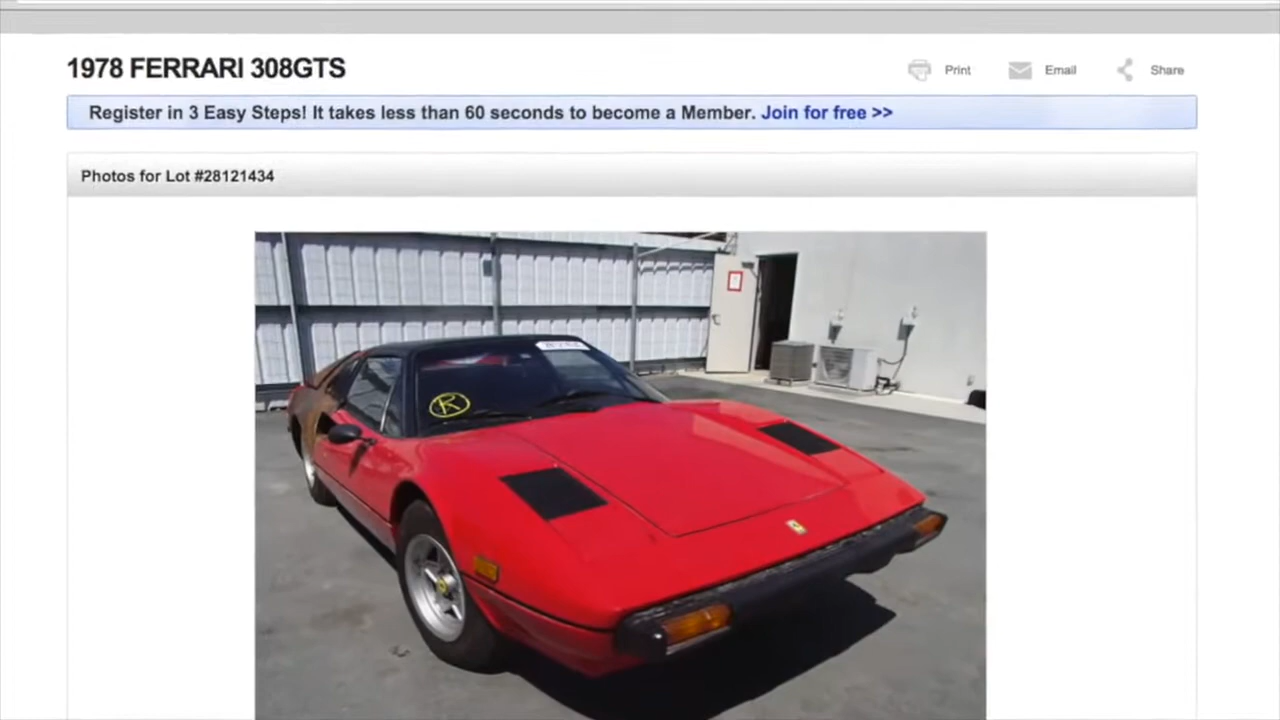 1978 FERRARI 308GTS
Print
Email
Share
Register in 3 Easy Steps! It takes less than 60 seconds to become a Member. Join for free >>
Photos for Lot #28121434
R